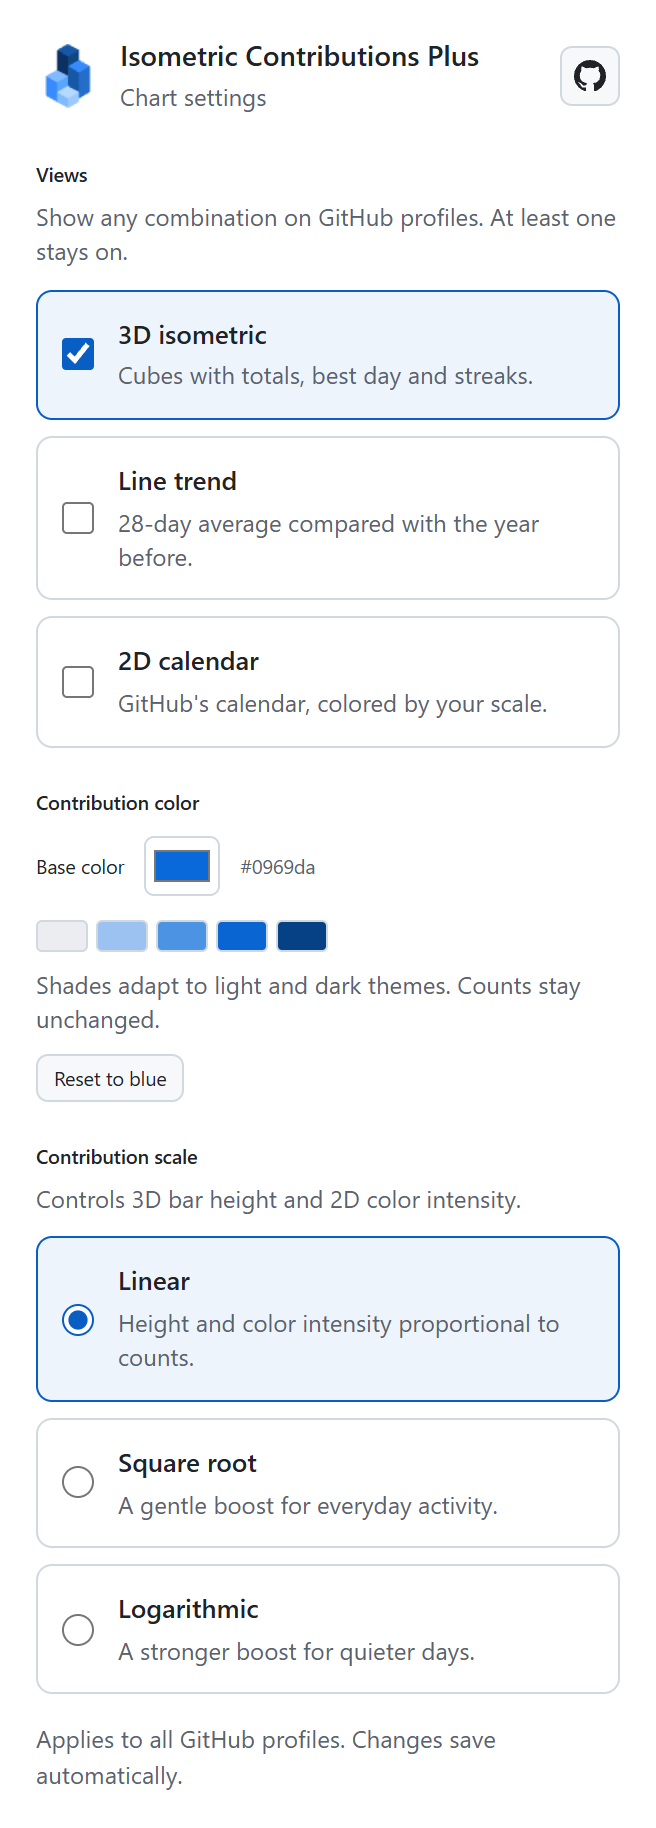 Isometric Contributions Plus
Chart settings
Views
Show any combination on GitHub profiles. At least one
stays on.
3D isometric
Cubes with totals, best day and streaks.
Line trend
28-day average compared with the year
before.
2D calendar
GitHub's calendar, colored by your scale.
Contribution color
Base color #0969da
Shades adapt to light and dark themes. Counts stay
unchanged.
Reset to blue
Contribution scale
Controls 3D bar height and 2D color intensity.
Linear
Height and color intensity proportional to
counts.
Square root
A gentle boost for everyday activity.
Logarithmic
A stronger boost for quieter days.
Applies to all GitHub profiles. Changes save
automatically.